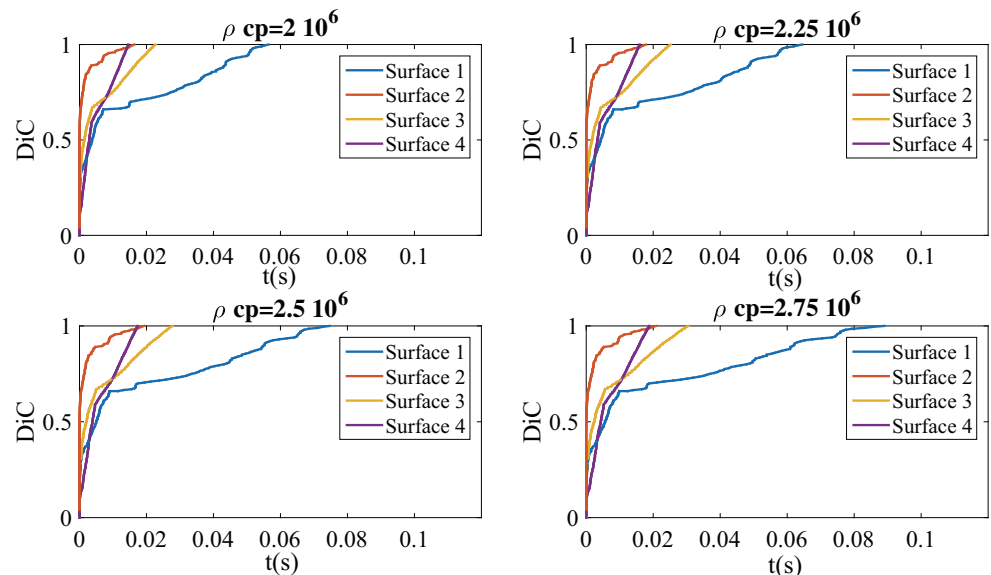 ρ cp=2 10^6
1
0.5
0
DiC
0
0.02
0.04
0.06
0.08
0.1
t(s)
Surface 1
Surface 2
Surface 3
Surface 4
ρ cp=2.25 10^6
1
0.5
0
DiC
0
0.02
0.04
0.06
0.08
0.1
t(s)
Surface 1
Surface 2
Surface 3
Surface 4
ρ cp=2.5 10^6
1
0.5
0
DiC
0
0.02
0.04
0.06
0.08
0.1
t(s)
Surface 1
Surface 2
Surface 3
Surface 4
ρ cp=2.75 10^6
1
0.5
0
DiC
0
0.02
0.04
0.06
0.08
0.1
t(s)
Surface 1
Surface 2
Surface 3
Surface 4